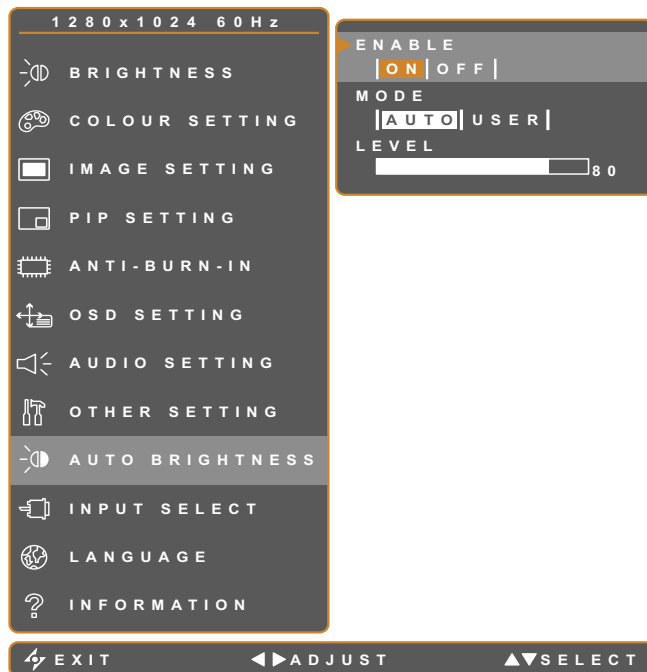 1280x1024 60Hz
BRIGHTNESS
COLOUR SETTING
IMAGE SETTING
PIP SETTING
ANTI-BURN-IN
OSD SETTING
AUDIO SETTING
OTHER SETTING
AUTO BRIGHTNESS
INPUT SELECT
LANGUAGE
INFORMATION
ENABLE
ON OFF
MODE
AUTO USER
LEVEL
80
EXIT ADJUST SELECT